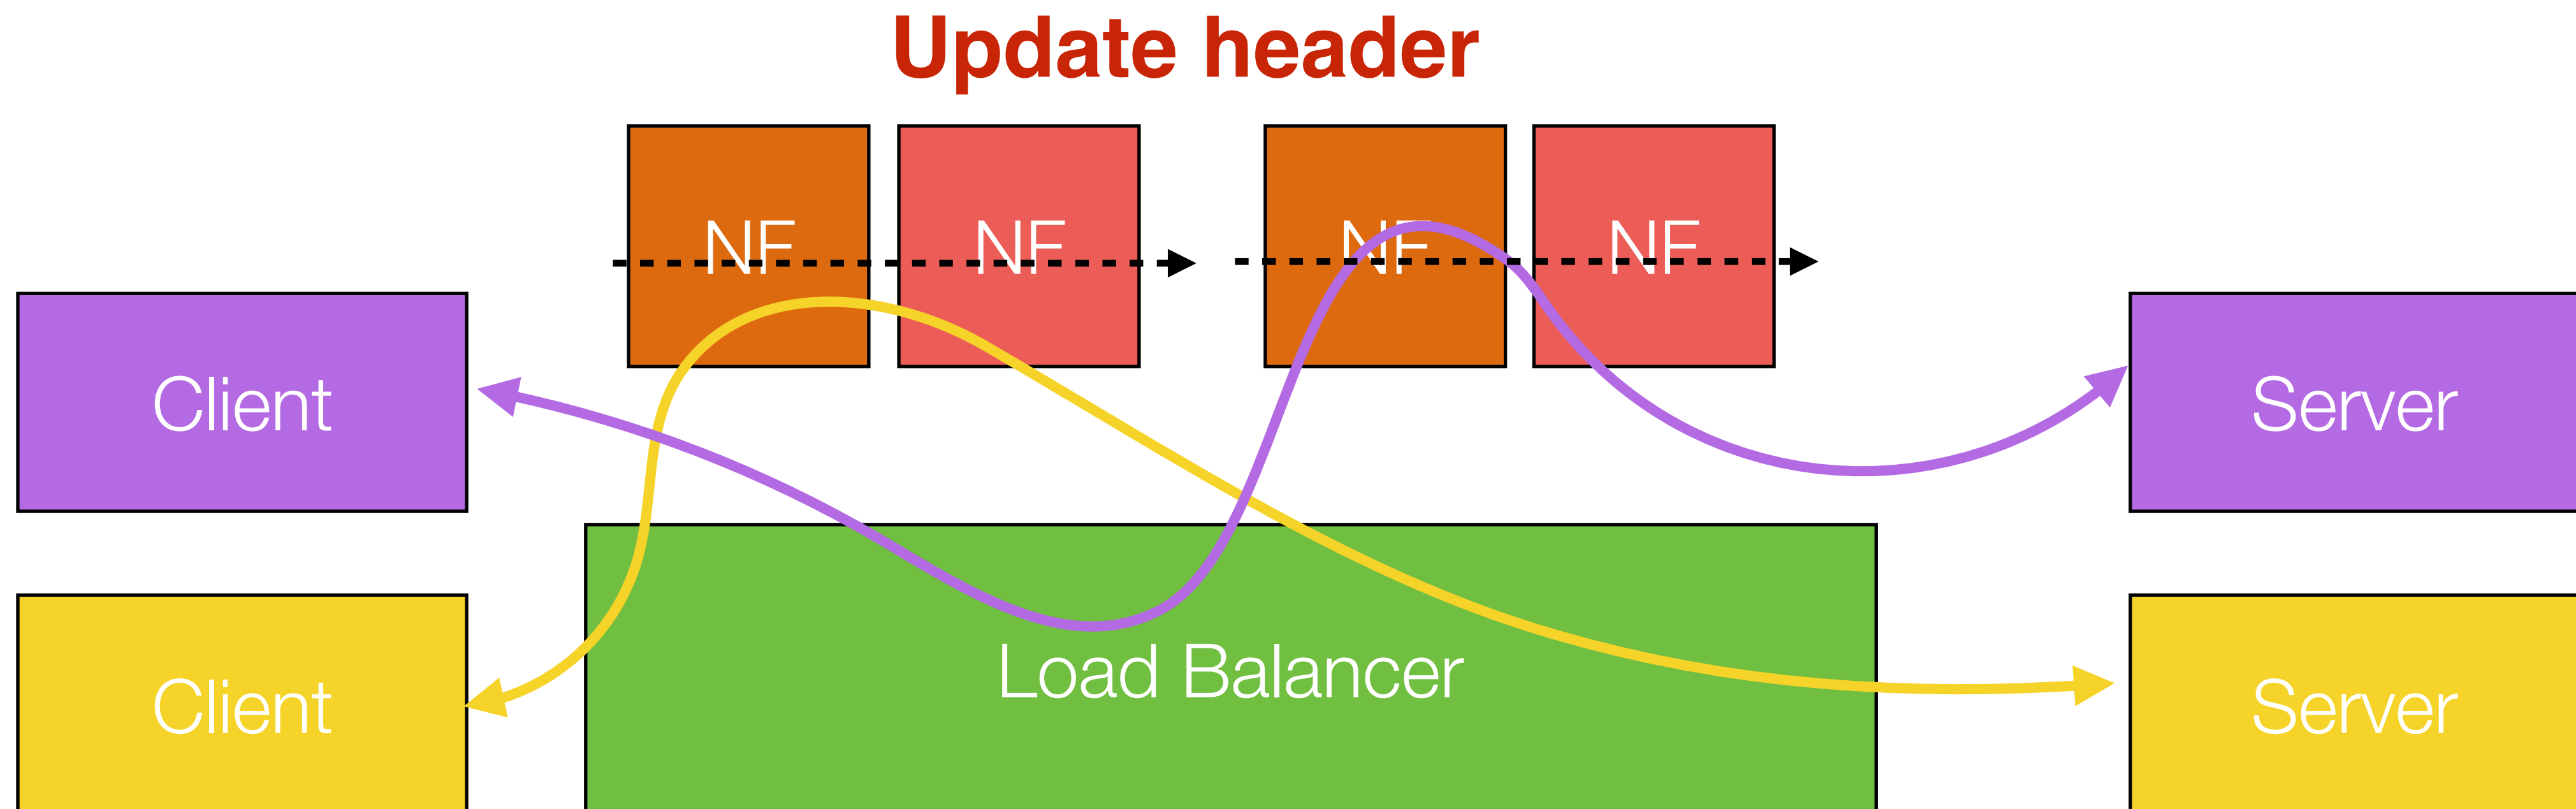 Update header
NF
NF
NF
NF
Client
Server
Load Balancer
Client
Server